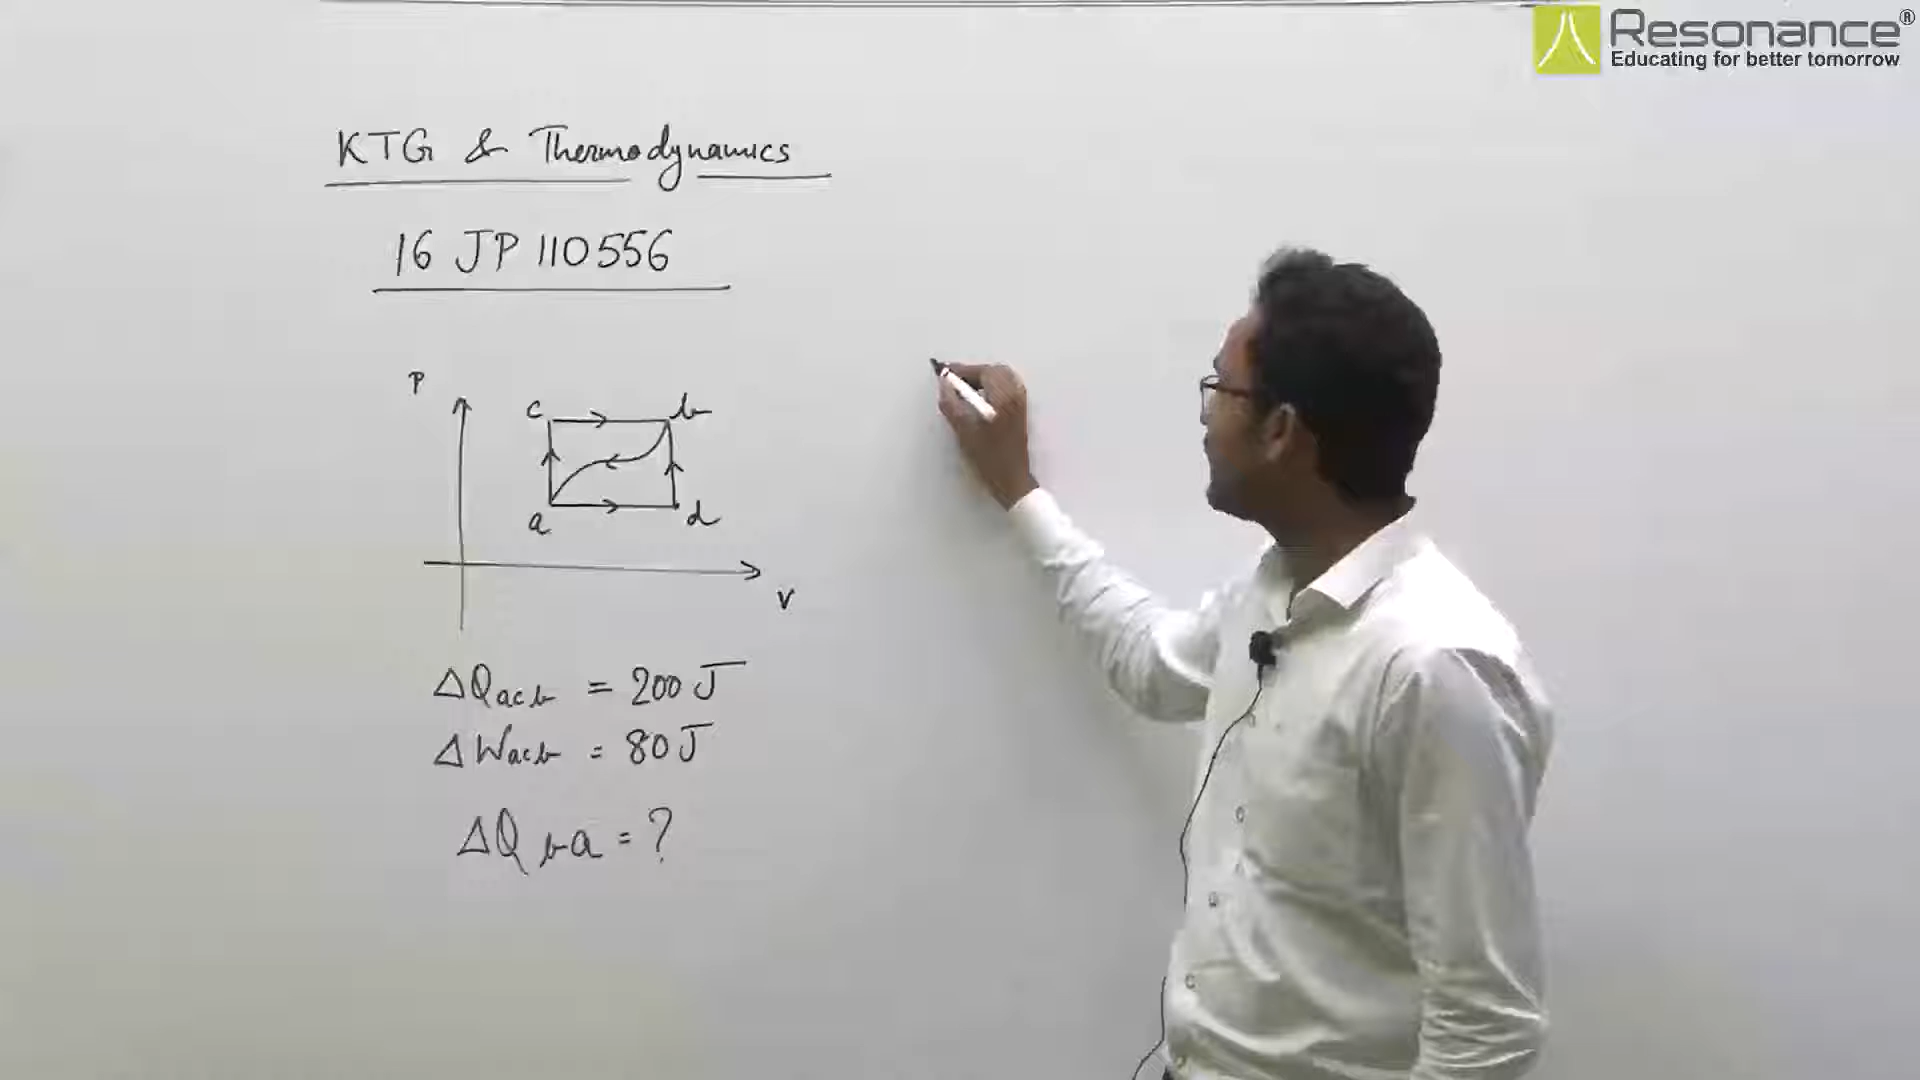 Resonance®
Educating for better tomorrow
KTG & Thermodynamics
16 JP 110556
P
c
b
a
d
V
ΔQacb = 200 J
ΔWacb = 80 J
ΔQba = ?